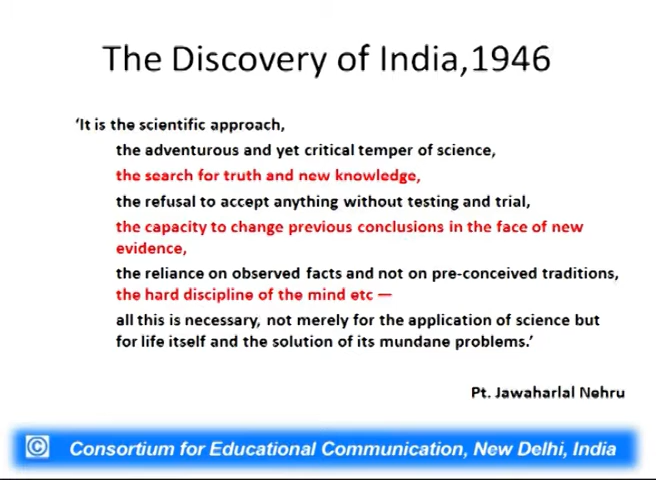 The Discovery of India,1946
‘It is the scientific approach,
the adventurous and yet critical temper of science,
the search for truth and new knowledge,
the refusal to accept anything without testing and trial,
the capacity to change previous conclusions in the face of new
evidence,
the reliance on observed facts and not on pre-conceived traditions,
the hard discipline of the mind etc —
all this is necessary, not merely for the application of science but
for life itself and the solution of its mundane problems.’
Pt. Jawaharlal Nehru
© Consortium for Educational Communication, New Delhi, India